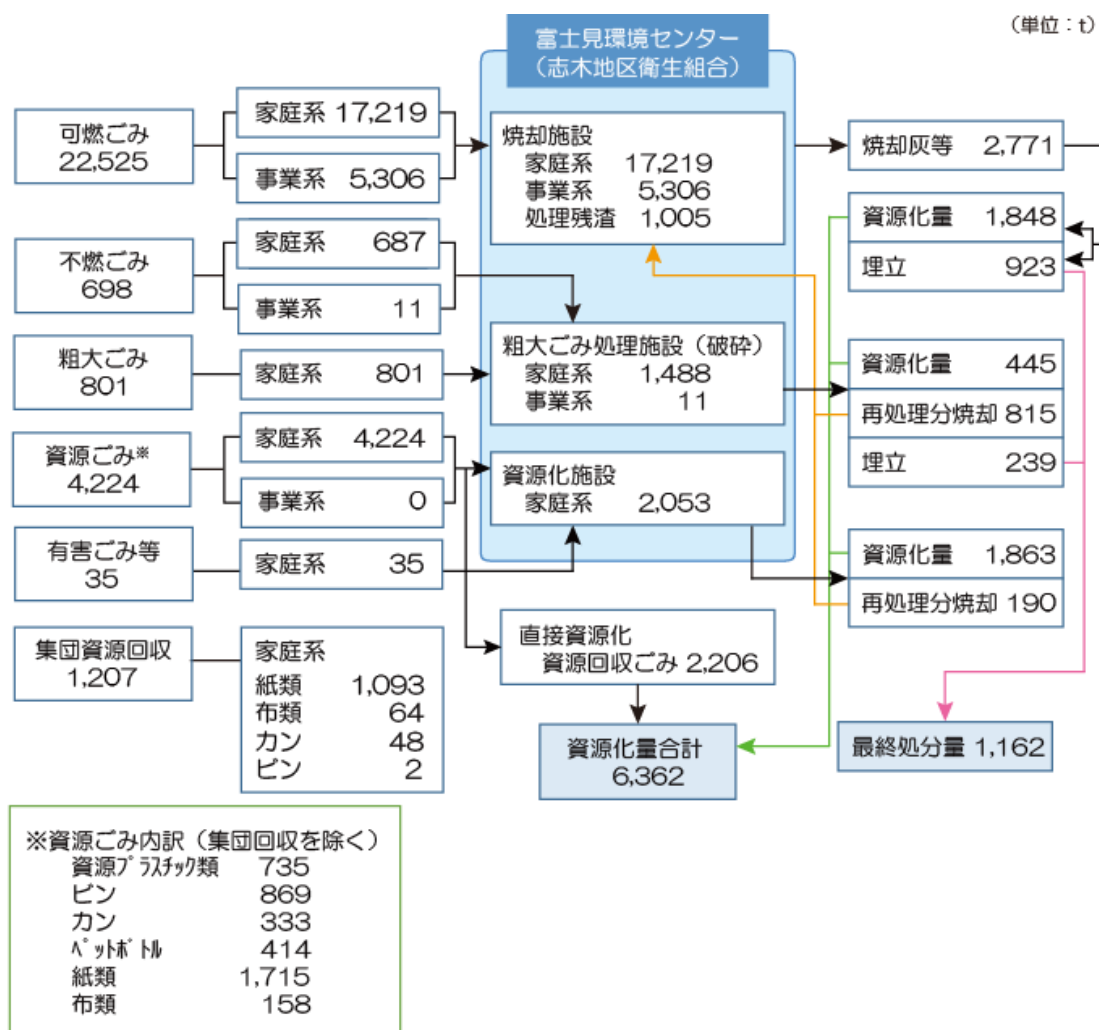 (単位：t)
富士見環境センター
（志木地区衛生組合）
可燃ごみ
22,525
家庭系 17,219
事業系 5,306
焼却施設
家庭系 17,219
事業系 5,306
処理残渣 1,005
焼却灰等 2,771
資源化量 1,848
埋立 923
不燃ごみ
698
家庭系 687
事業系 11
粗大ごみ
801
家庭系 801
粗大ごみ処理施設（破砕）
家庭系 1,488
事業系 11
資源化量 445
再処理分焼却 815
埋立 239
資源ごみ※
4,224
家庭系 4,224
事業系 0
資源化施設
家庭系 2,053
資源化量 1,863
再処理分焼却 190
有害ごみ等
35
家庭系 35
集団資源回収
1,207
家庭系
紙類 1,093
布類 64
カン 48
ビン 2
直接資源化
資源回収ごみ 2,206
資源化量合計
6,362
最終処分量 1,162
※資源ごみ内訳（集団回収を除く）
資源ﾌﾟﾗｽﾁｯｸ類 735
ビン 869
カン 333
ﾍﾟｯﾄﾎﾞﾄﾙ 414
紙類 1,715
布類 158